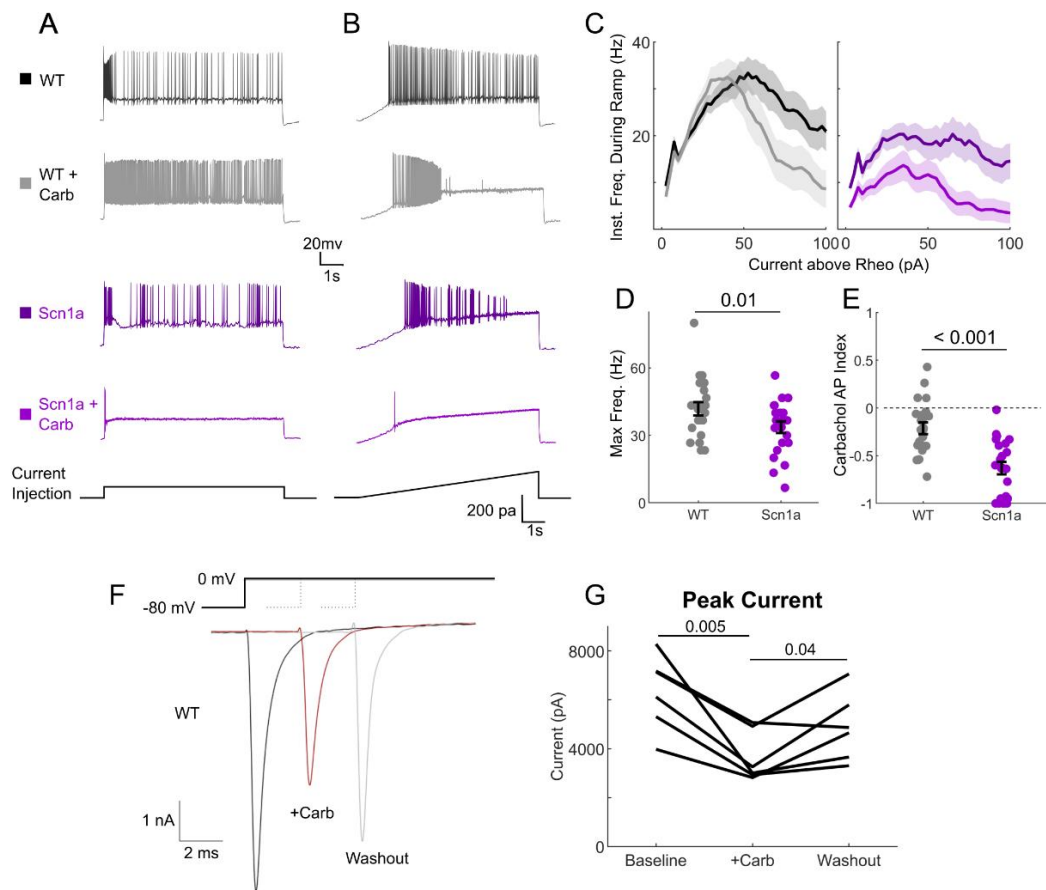 A
B
WT
WT +
Carb
20mv
1s
Scn1a
Scn1a +
Carb
Current
Injection
200 pa
1s
C
Inst. Freq. During Ramp (Hz)
40
20
0
50
100
0
50
100
Current above Rheo (pA)
D
0.01
Max Freq. (Hz)
60
30
0
WT
Scn1a
E
< 0.001
Carbachol AP Index
1
0.5
0
-0.5
-1
WT
Scn1a
F
0 mV
-80 mV
WT
+Carb
Washout
1 nA
2 ms
G
Peak Current
0.005
0.04
Current (pA)
8000
4000
0
Baseline
+Carb
Washout